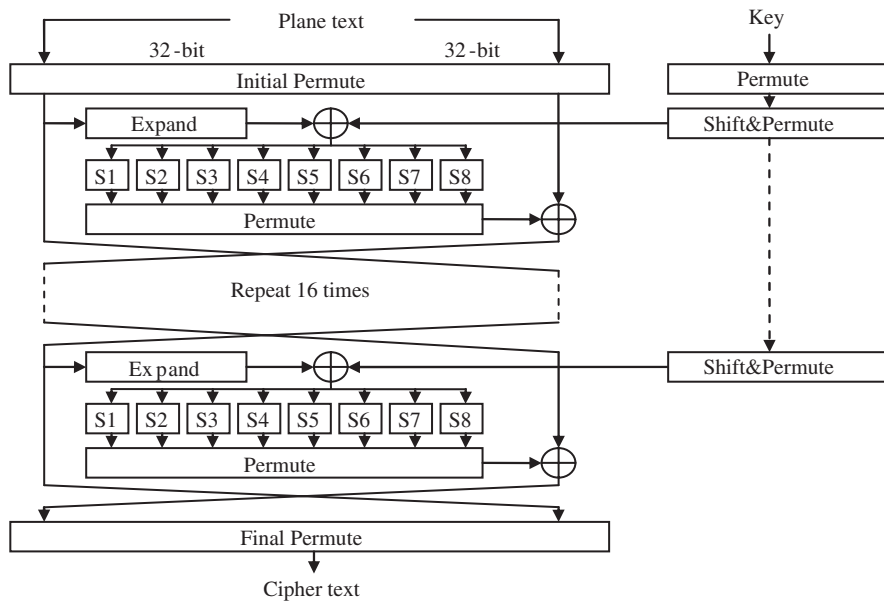 Plane text
Key
32-bit
32-bit
Initial Permute
Permute
Expand
Shift&Permute
S1 S2 S3 S4 S5 S6 S7 S8
Permute
Repeat 16 times
Expand
Shift&Permute
S1 S2 S3 S4 S5 S6 S7 S8
Permute
Final Permute
Cipher text